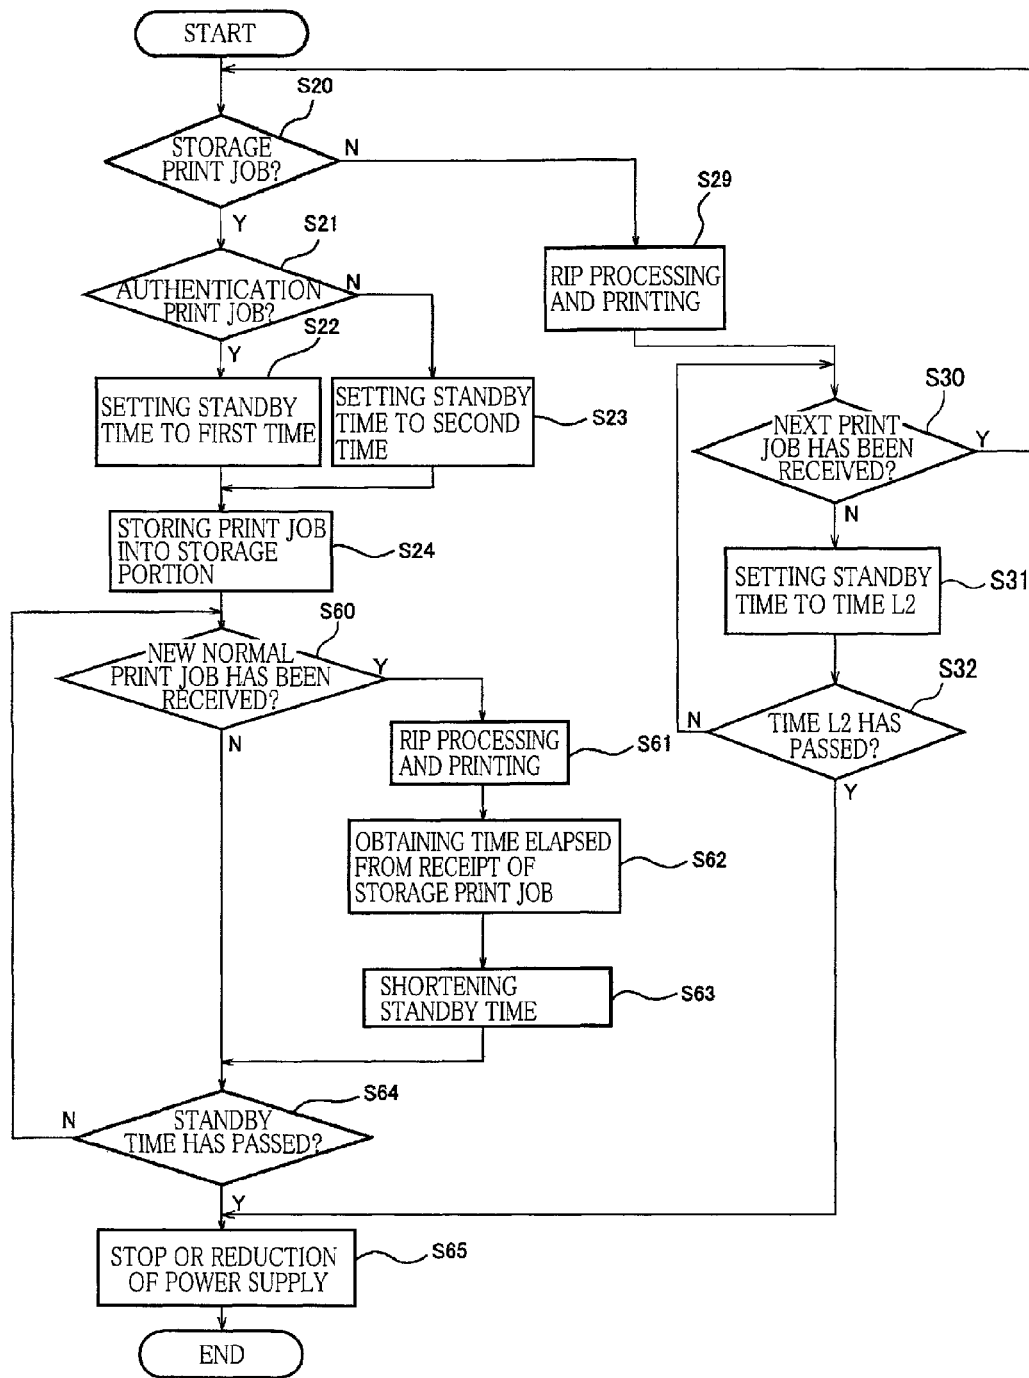 START
S20
STORAGE
PRINT JOB?
N
Y
S21
S29
AUTHENTICATION
PRINT JOB?
N
RIP PROCESSING
AND PRINTING
S22
Y
SETTING STANDBY
TIME TO FIRST TIME
SETTING STANDBY
TIME TO SECOND
TIME
S23
S30
NEXT PRINT
JOB HAS BEEN
RECEIVED?
Y
N
STORING PRINT JOB
INTO STORAGE
PORTION
S24
SETTING STANDBY
TIME TO TIME L2
S31
S60
NEW NORMAL
PRINT JOB HAS BEEN
RECEIVED?
Y
N
S32
TIME L2 HAS
PASSED?
N
Y
RIP PROCESSING
AND PRINTING
S61
OBTAINING TIME ELAPSED
FROM RECEIPT OF
STORAGE PRINT JOB
S62
SHORTENING
STANDBY TIME
S63
S64
STANDBY
TIME HAS PASSED?
N
Y
STOP OR REDUCTION
OF POWER SUPPLY
S65
END